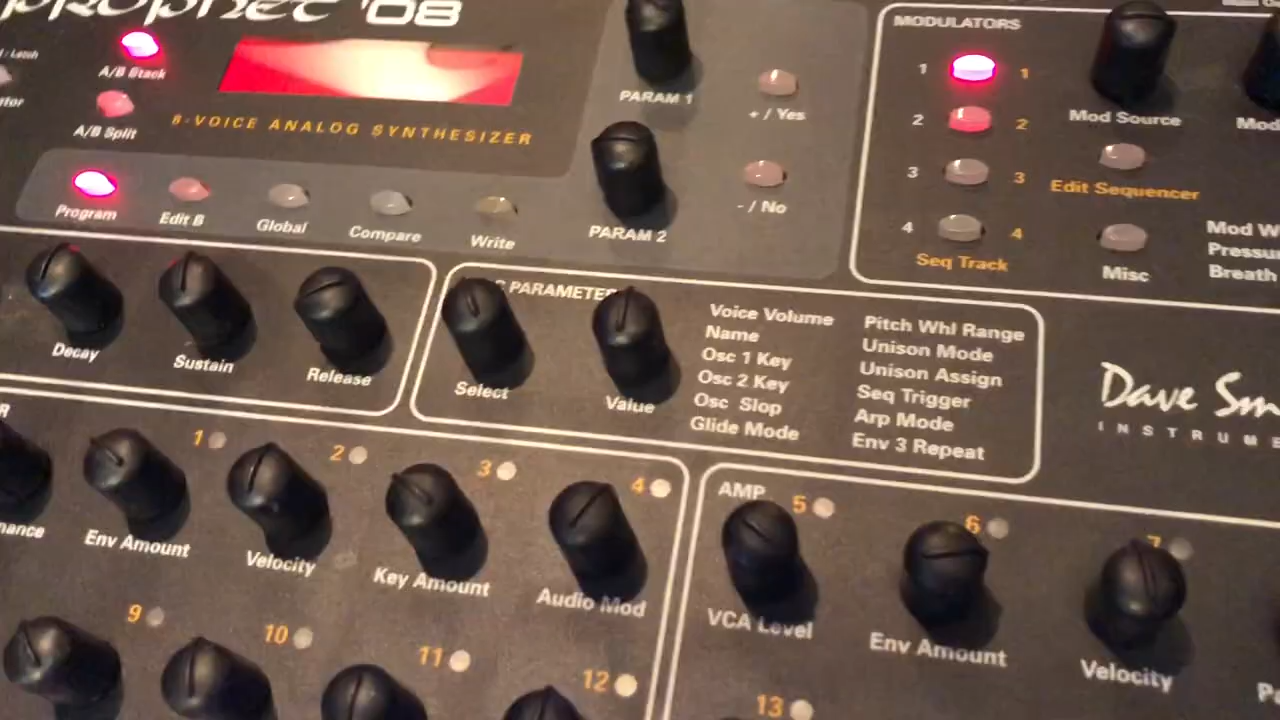 PROPHET '08
A/B Stack
A/B Split
8-VOICE ANALOG SYNTHESIZER
Program
Edit B
Global
Compare
Write
PARAM 1
PARAM 2
+ / Yes
- / No
MODULATORS
1 1
2 2
3 3
4 4
Seq Track
Mod Source
Edit Sequencer
Misc
Mod W
Breath
Decay
Sustain
Release
PARAMETE
Select
Value
Voice Volume
Name
Osc 1 Key
Osc 2 Key
Osc Slop
Glide Mode
Pitch Whl Range
Unison Mode
Unison Assign
Seq Trigger
Arp Mode
Env 3 Repeat
Dave Sm
INSTRUME
1
2
3
4
Env Amount
Velocity
Key Amount
Audio Mod
AMP
5
6
7
VCA Level
Env Amount
Velocity
9
10
11
12
13